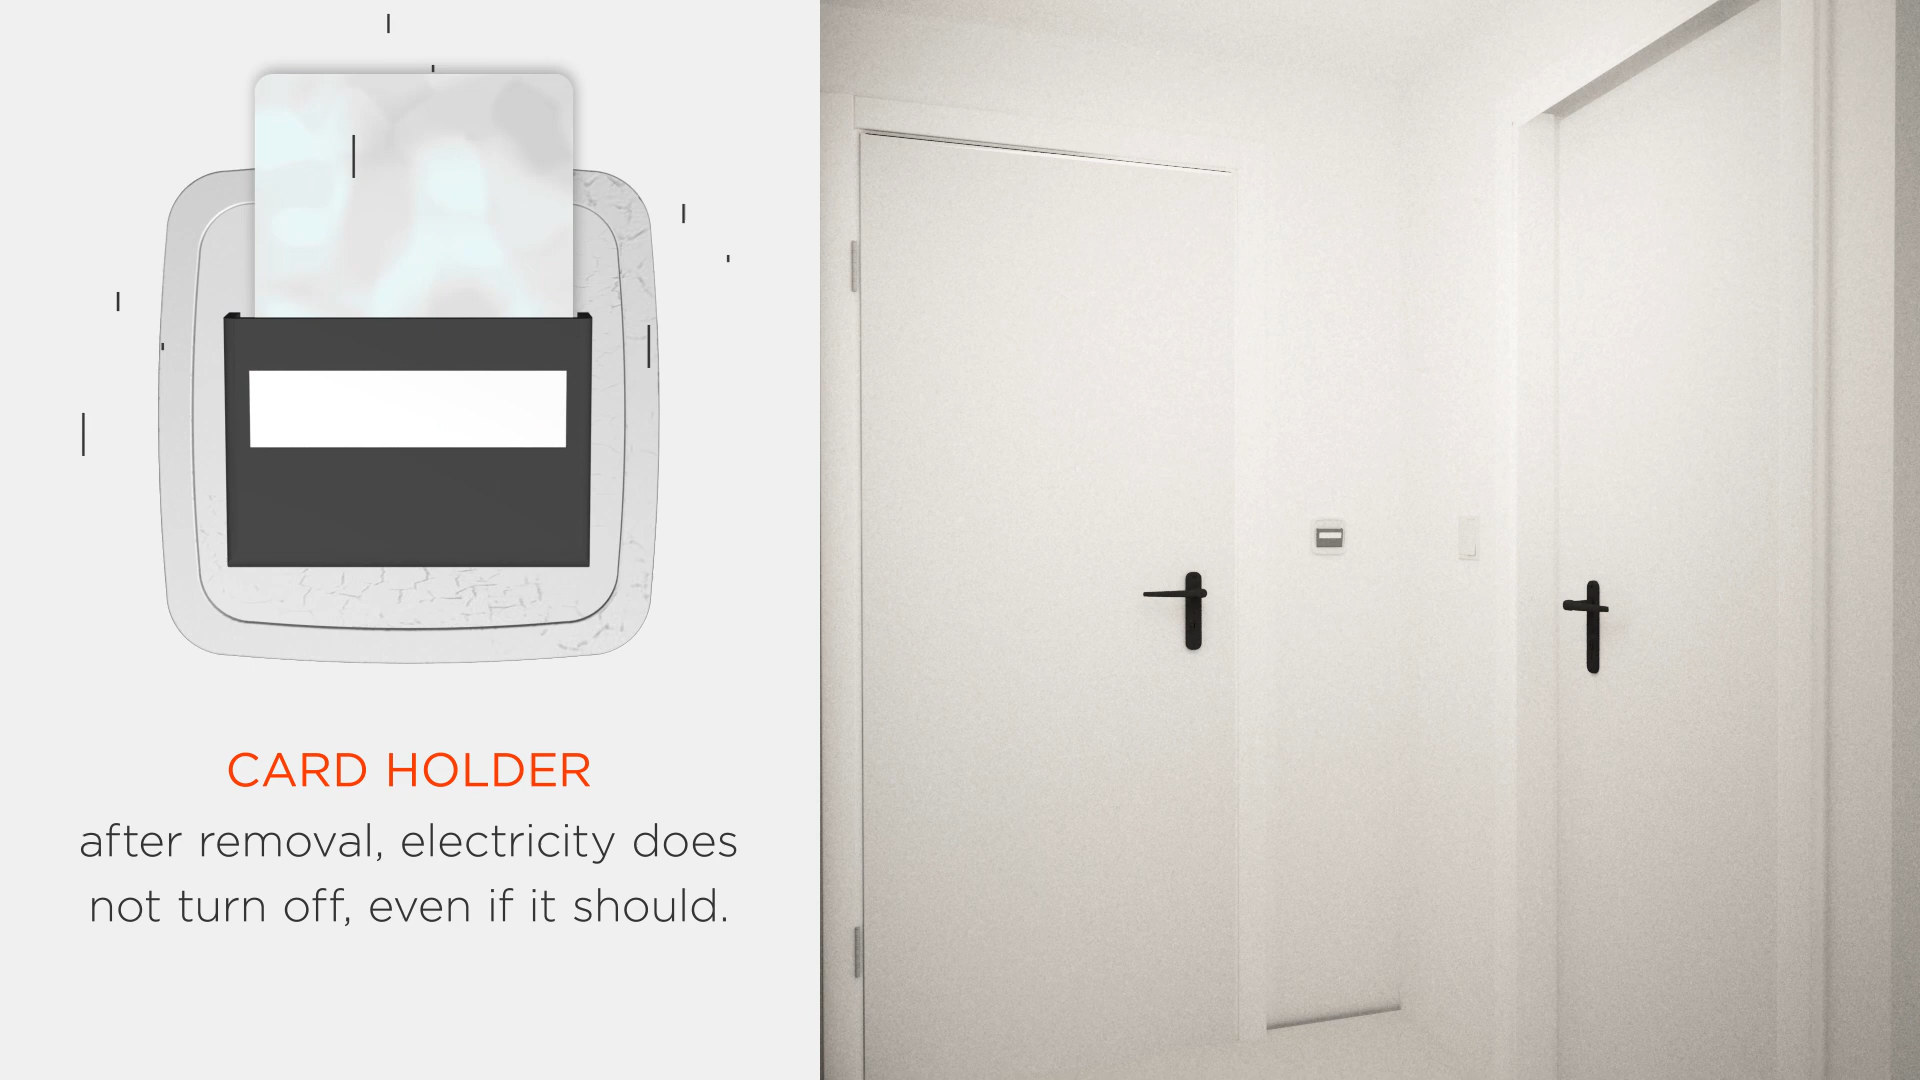 CARD HOLDER
after removal, electricity does
not turn off, even if it should.